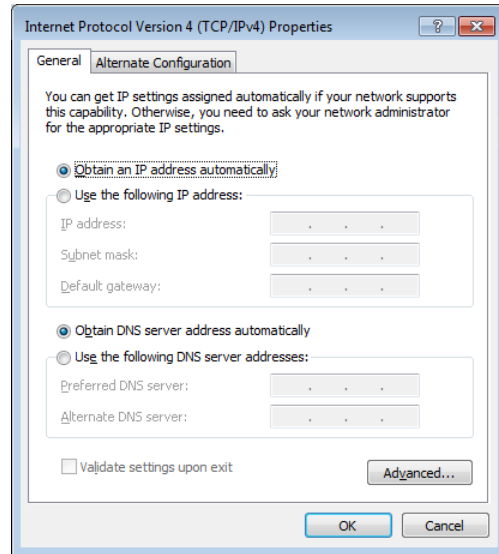 Internet Protocol Version 4 (TCP/IPv4) Properties
General Alternate Configuration
You can get IP settings assigned automatically if your network supports
this capability. Otherwise, you need to ask your network administrator
for the appropriate IP settings.
Obtain an IP address automatically
Use the following IP address:
IP address: . . .
Subnet mask: . . .
Default gateway: . . .
Obtain DNS server address automatically
Use the following DNS server addresses:
Preferred DNS server: . . .
Alternate DNS server: . . .
Validate settings upon exit
Advanced...
OK Cancel